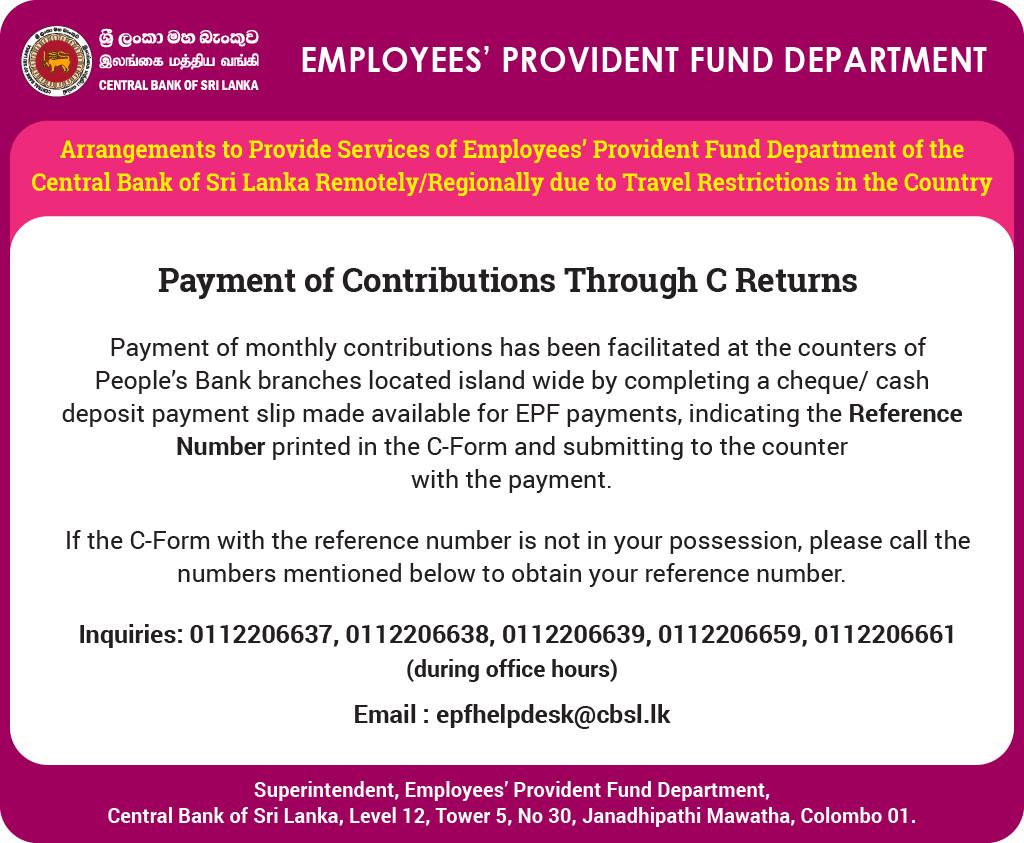 ශ්‍රී ලංකා මහ බැංකුව
இலங்கை மத்திய வங்கி
CENTRAL BANK OF SRI LANKA
EMPLOYEES’ PROVIDENT FUND DEPARTMENT
Arrangements to Provide Services of Employees’ Provident Fund Department of the
Central Bank of Sri Lanka Remotely/Regionally due to Travel Restrictions in the Country
Payment of Contributions Through C Returns
Payment of monthly contributions has been facilitated at the counters of
People’s Bank branches located island wide by completing a cheque/ cash
deposit payment slip made available for EPF payments, indicating the Reference
Number printed in the C-Form and submitting to the counter
with the payment.
If the C-Form with the reference number is not in your possession, please call the
numbers mentioned below to obtain your reference number.
Inquiries: 0112206637, 0112206638, 0112206639, 0112206659, 0112206661
(during office hours)
Email : epfhelpdesk@cbsl.lk
Superintendent, Employees’ Provident Fund Department,
Central Bank of Sri Lanka, Level 12, Tower 5, No 30, Janadhipathi Mawatha, Colombo 01.